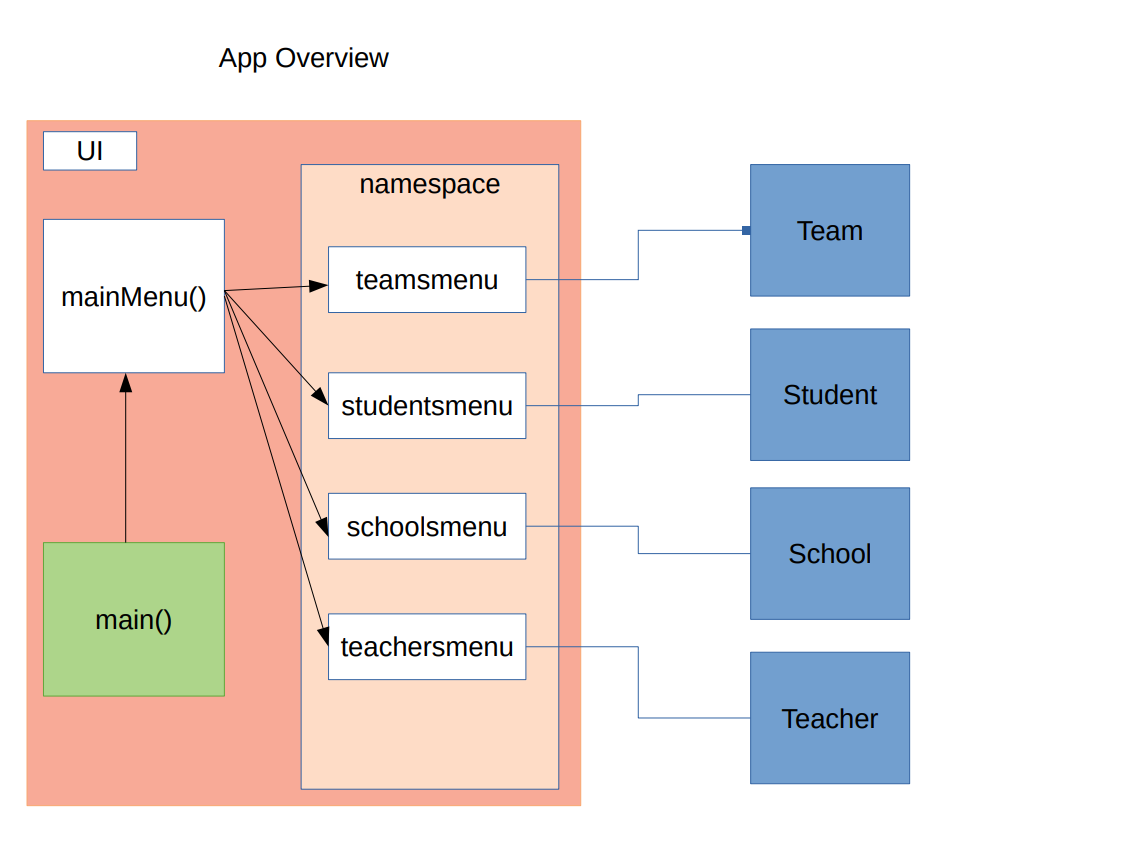 App Overview
UI
mainMenu()
main()
namespace
teamsmenu
studentsmenu
schoolsmenu
teachersmenu
Team
Student
School
Teacher